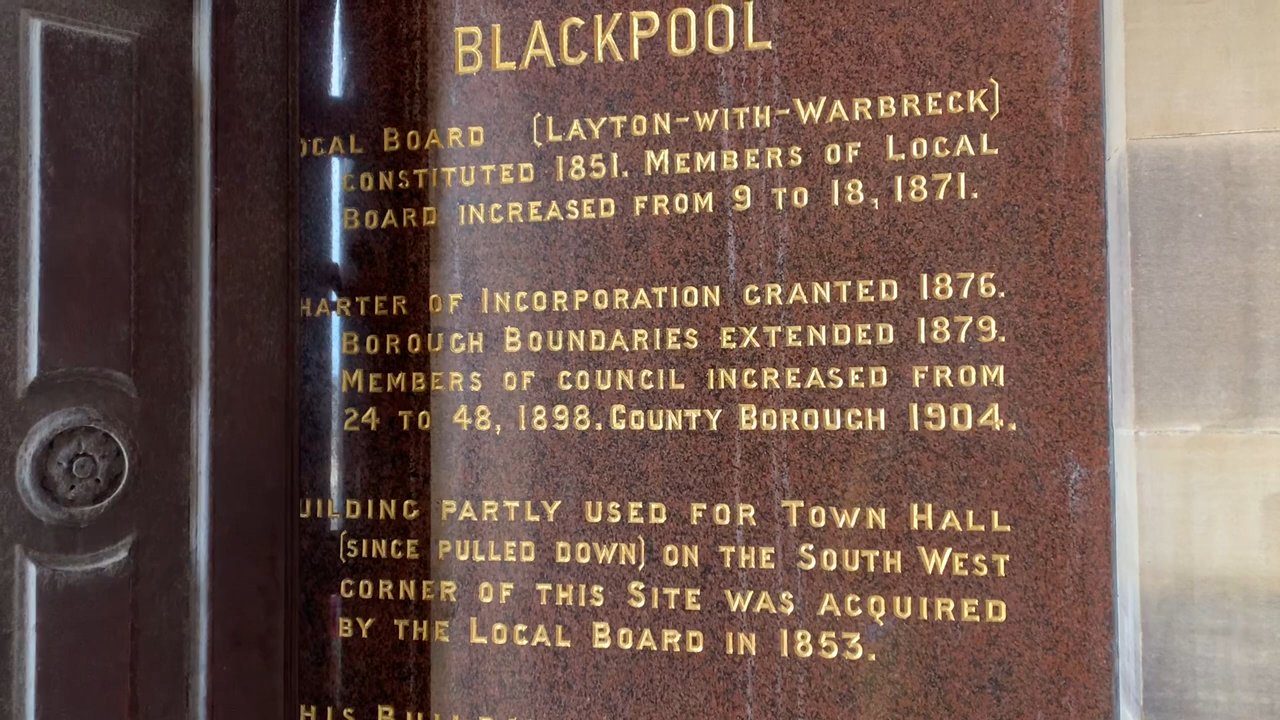 BLACKPOOL
OCAL BOARD (LAYTON-WITH-WARBRECK)
CONSTITUTED 1851. MEMBERS OF LOCAL
BOARD INCREASED FROM 9 TO 18, 1871.
HARTER OF INCORPORATION GRANTED 1876.
BOROUGH BOUNDARIES EXTENDED 1879.
MEMBERS OF COUNCIL INCREASED FROM
24 TO 48, 1898. COUNTY BOROUGH 1904.
UILDING PARTLY USED FOR TOWN HALL
(SINCE PULLED DOWN) ON THE SOUTH WEST
CORNER OF THIS SITE WAS ACQUIRED
BY THE LOCAL BOARD IN 1853.